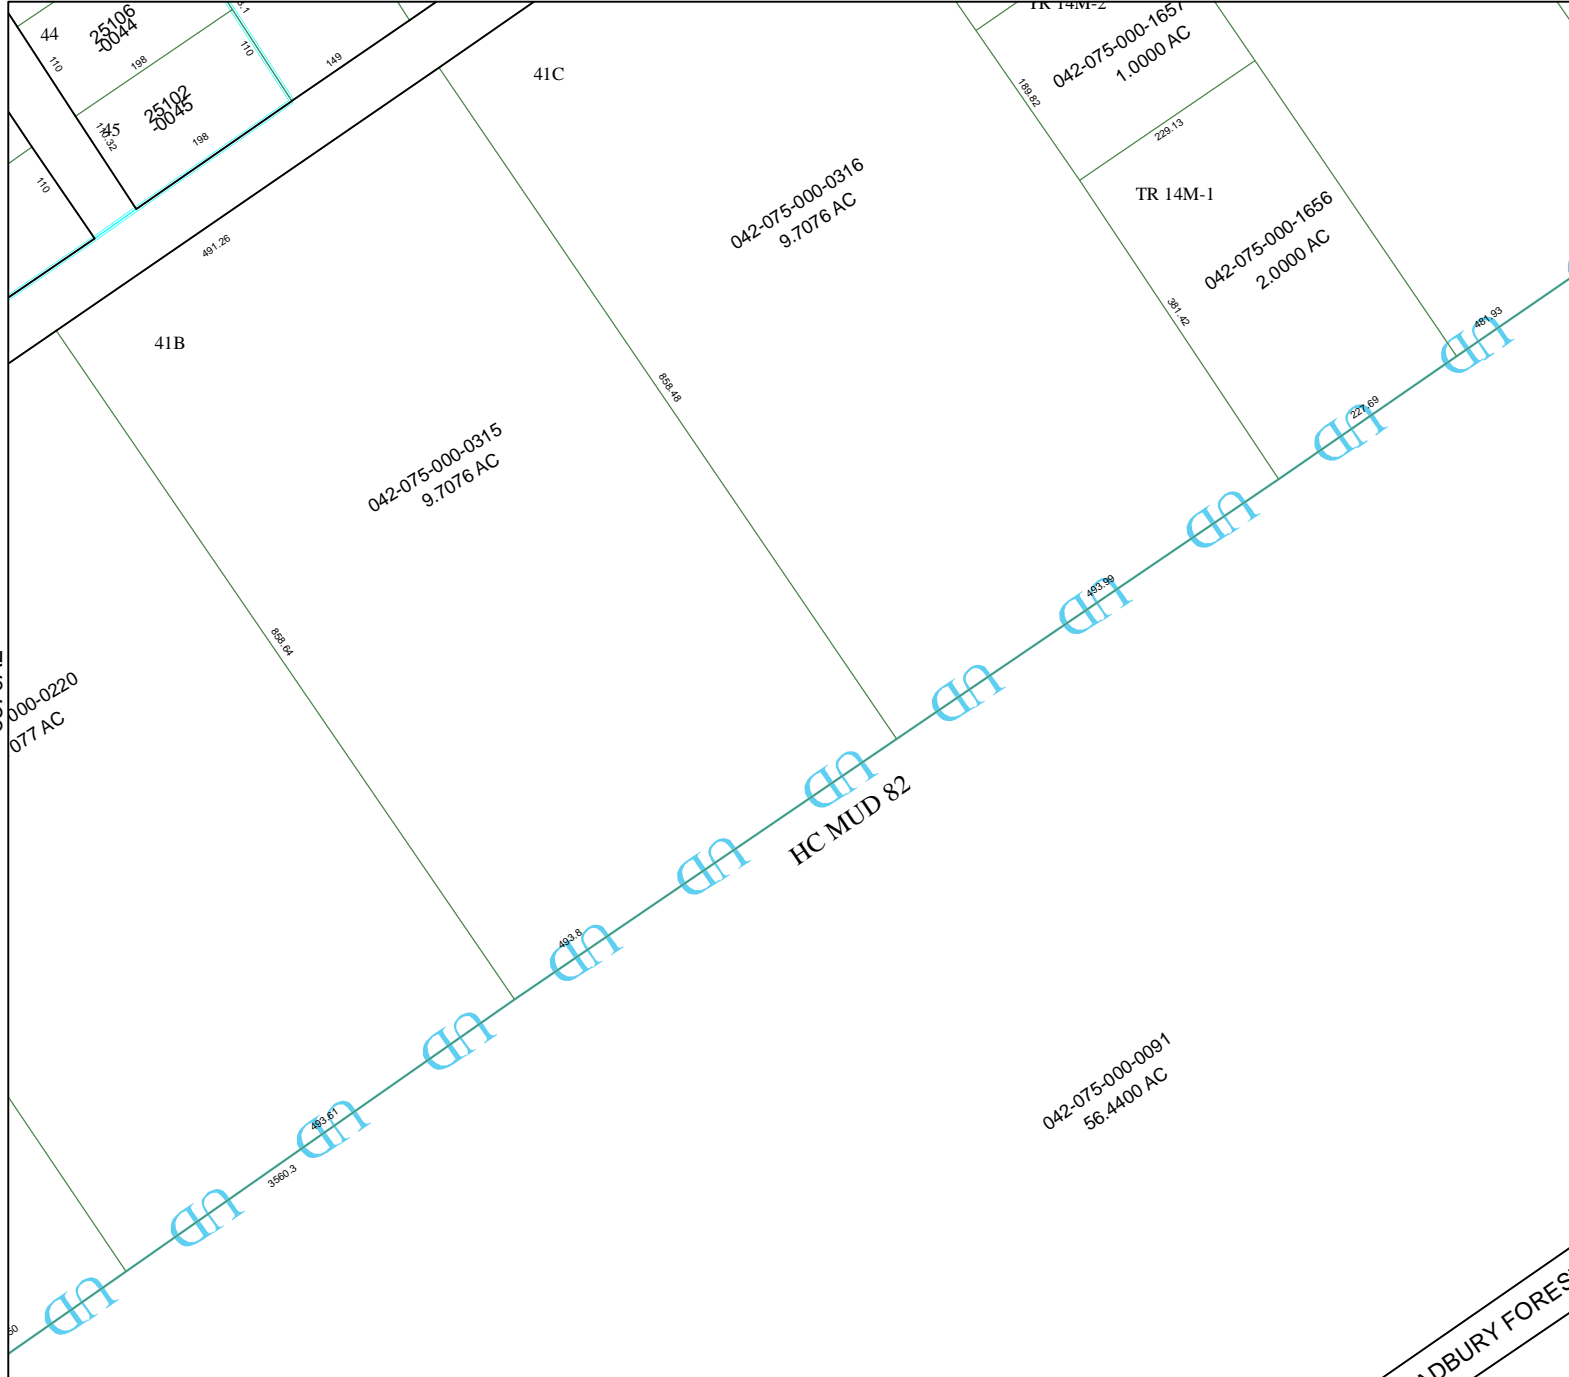 TR 14M-2
042-075-000-1657
1.0000 AC
44
25106
-0044
110
198
110
149
41C
189.82
229.13
25102
-0045
45
110.32
198
110
042-075-000-0316
9.7076 AC
TR 14M-1
042-075-000-1656
2.0000 AC
491.26
41B
381.42
481.93
858.48
227.69
042-075-000-0315
9.7076 AC
493.99
858.64
000-0220
077 AC
HC MUD 82
493.8
042-075-000-0091
56.4400 AC
493.61
3560.3
ADBURY FORES